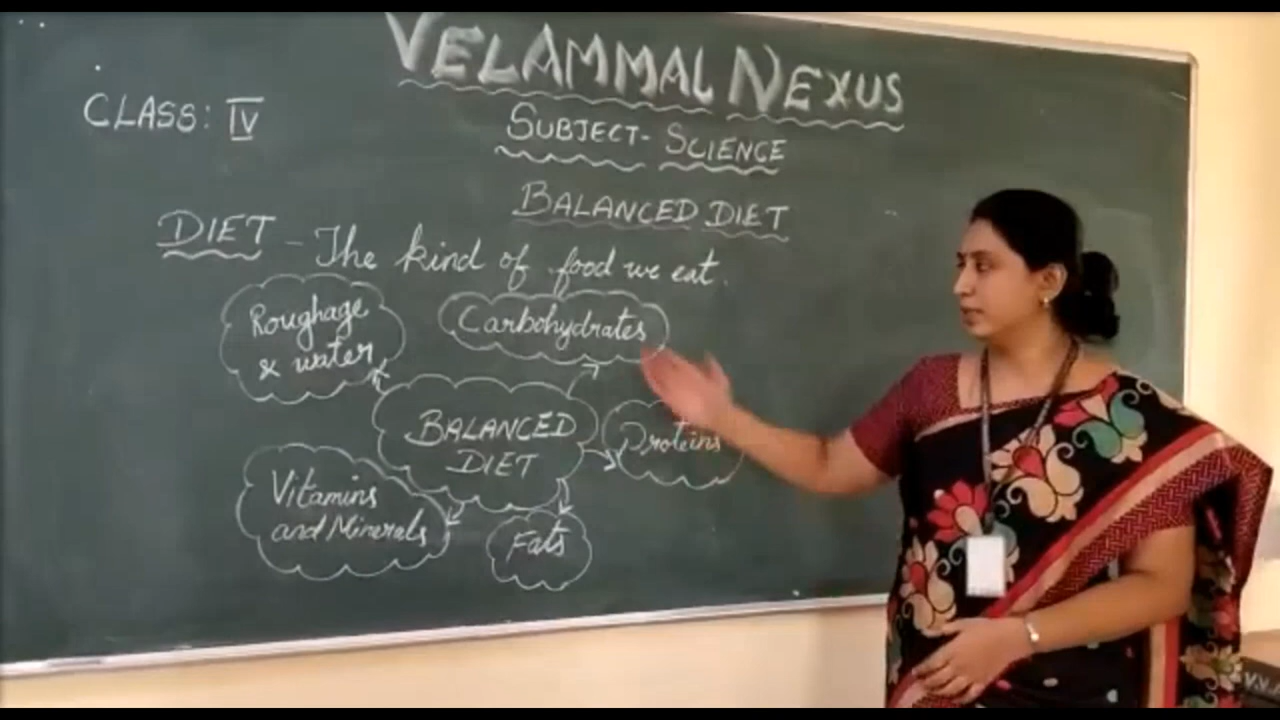 VELAMMAL NEXUS
CLASS: IV
SUBJECT- SCIENCE
BALANCED DIET
DIET - The kind of food we eat.
Roughage
& water
Carbohydrates
BALANCED
DIET
Proteins
Vitamins
and Minerals
Fats
V.V.